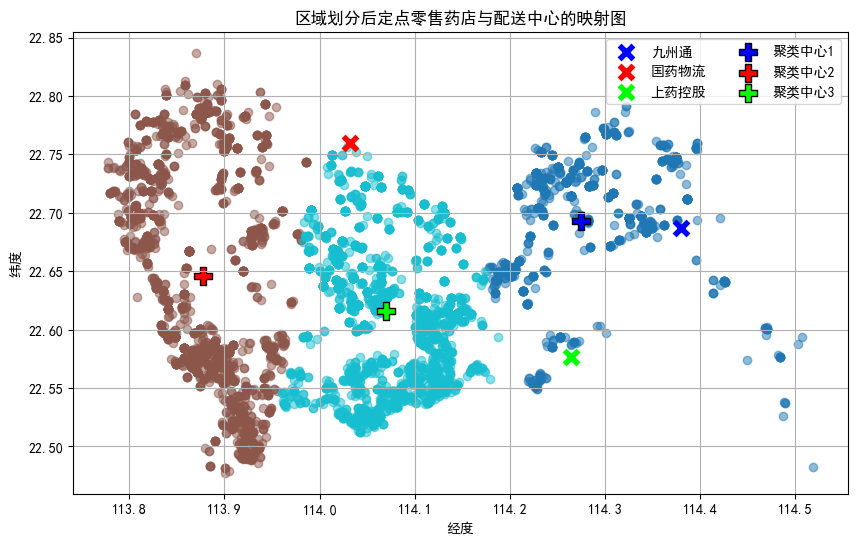 区域划分后定点零售药店与配送中心的映射图
九州通
国药物流
上药控股
聚类中心1
聚类中心2
聚类中心3
纬度
22.85
22.80
22.75
22.70
22.65
22.60
22.55
22.50
113.8
113.9
114.0
114.1
114.2
114.3
114.4
114.5
经度